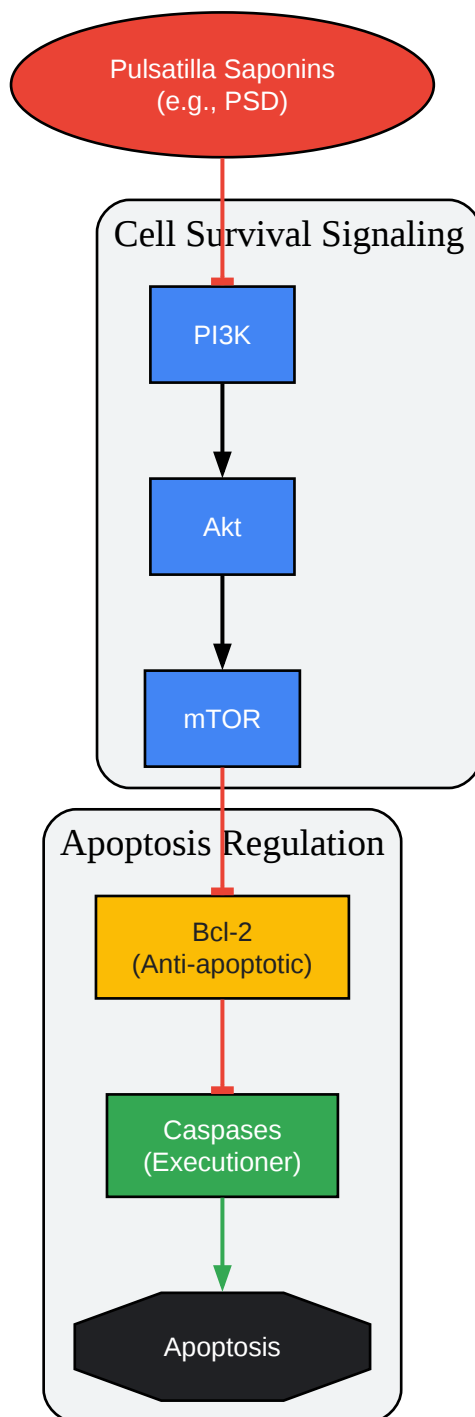 Pulsatilla Saponins
(e.g., PSD)
Cell Survival Signaling
PI3K
Akt
mTOR
Apoptosis Regulation
Bcl-2
(Anti-apoptotic)
Caspases
(Executioner)
Apoptosis